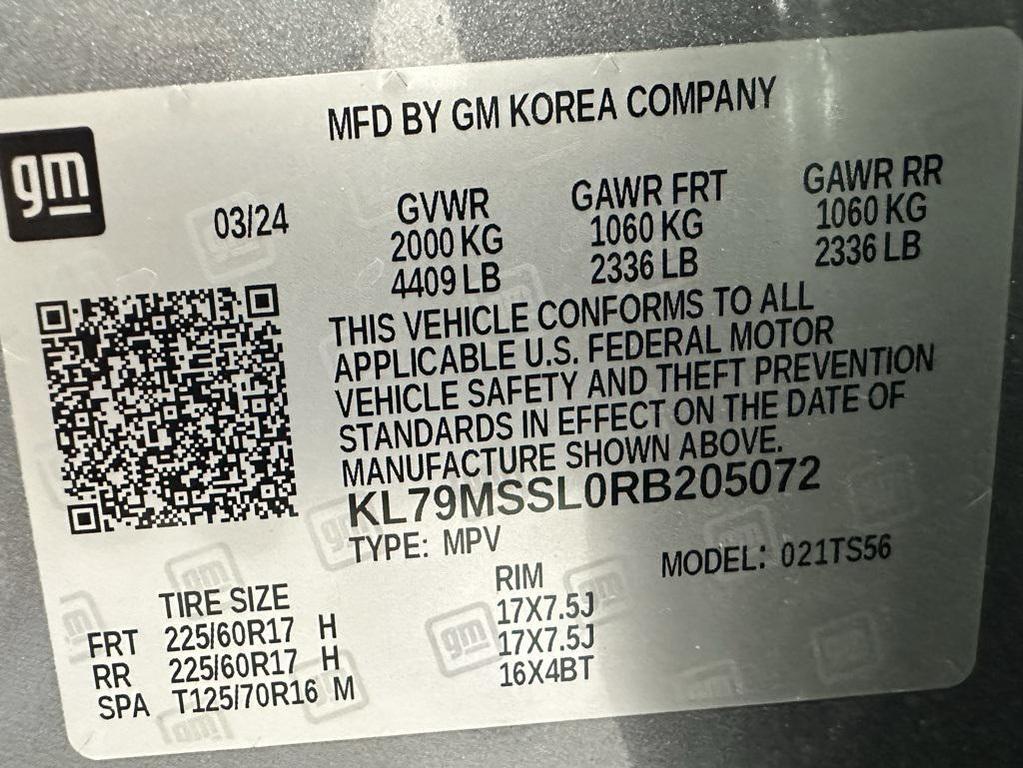 MFD BY GM KOREA COMPANY
gm
03/24
GVWR
2000 KG
4409 LB
GAWR FRT
1060 KG
2336 LB
GAWR RR
1060 KG
2336 LB
THIS VEHICLE CONFORMS TO ALL
APPLICABLE U.S. FEDERAL MOTOR
VEHICLE SAFETY AND THEFT PREVENTION
STANDARDS IN EFFECT ON THE DATE OF
MANUFACTURE SHOWN ABOVE.
KL79MSSL0RB205072
TYPE: MPV
MODEL: 021TS56
TIRE SIZE RIM
FRT 225/60R17 H 17X7.5J
RR 225/60R17 H 17X7.5J
SPA T125/70R16 M 16X4BT